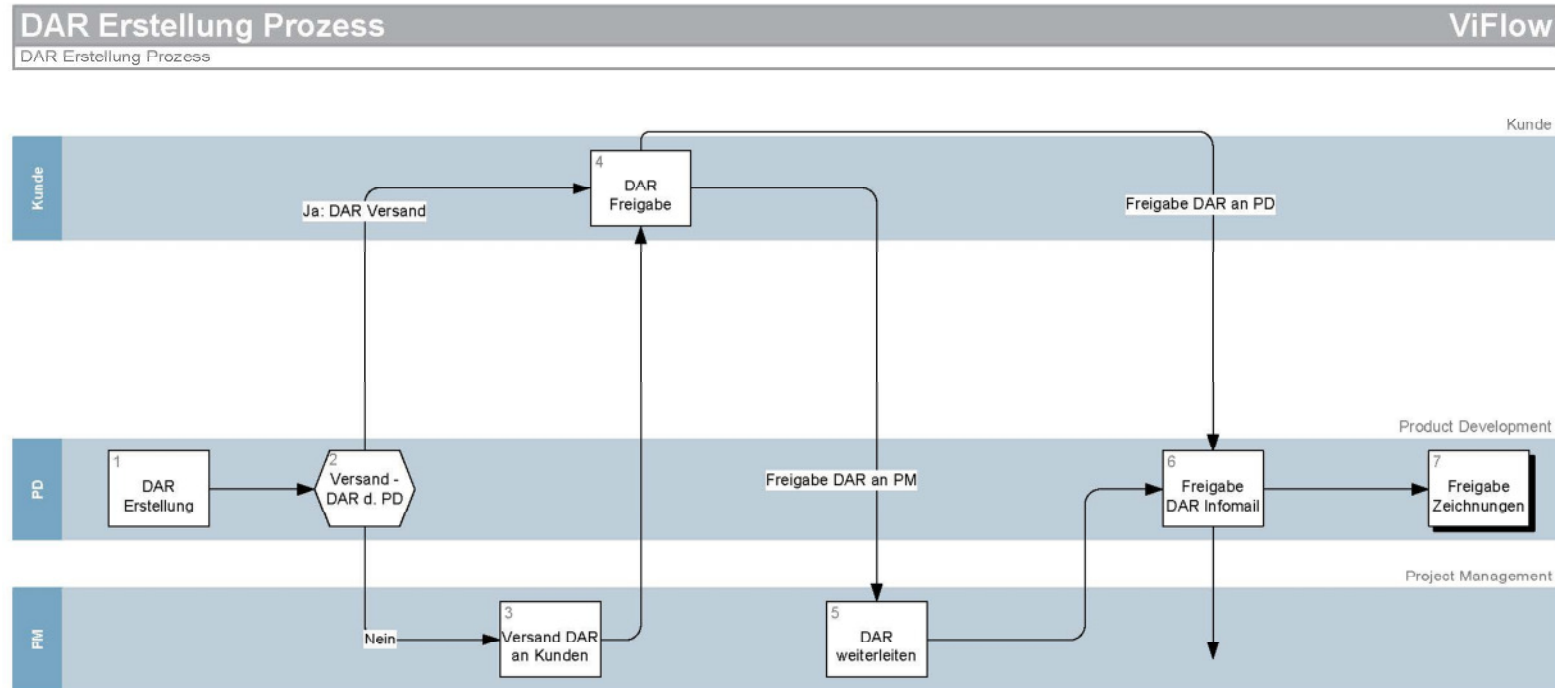 DAR Erstellung Prozess
ViFlow
DAR Erstellung Prozess
Kunde
Kunde
4
DAR
Freigabe
Ja: DAR Versand
Freigabe DAR an PD
Product Development
PD
1
DAR
Erstellung
2
Versand -
DAR d. PD
Freigabe DAR an PM
6
Freigabe
DAR Infomail
7
Freigabe
Zeichnungen
Project Management
PM
Nein
3
Versand DAR
an Kunden
5
DAR
weiterleiten